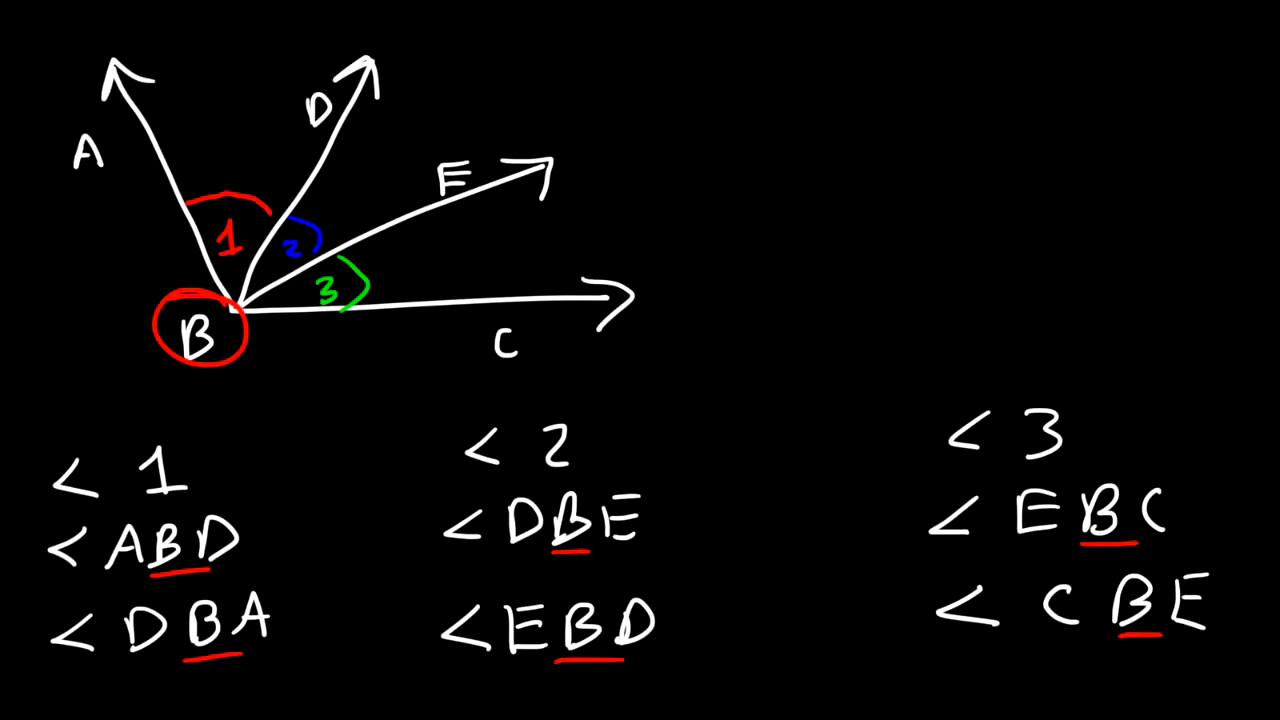 D
A
E
1
2
3
B
C
< 1
< ABD
< DBA
< 2
< DBE
< EBD
< 3
< EBC
< CBE